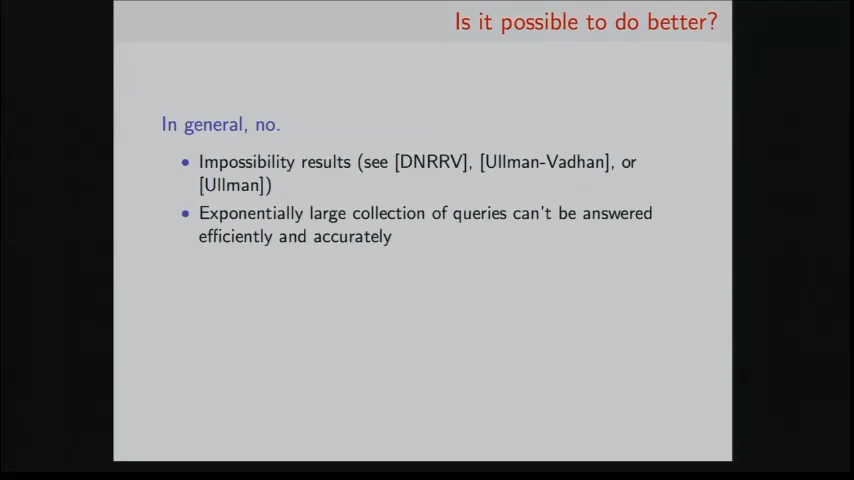 Is it possible to do better?
In general, no.
• Impossibility results (see [DNRRV], [Ullman-Vadhan], or
[Ullman])
• Exponentially large collection of queries can't be answered
efficiently and accurately